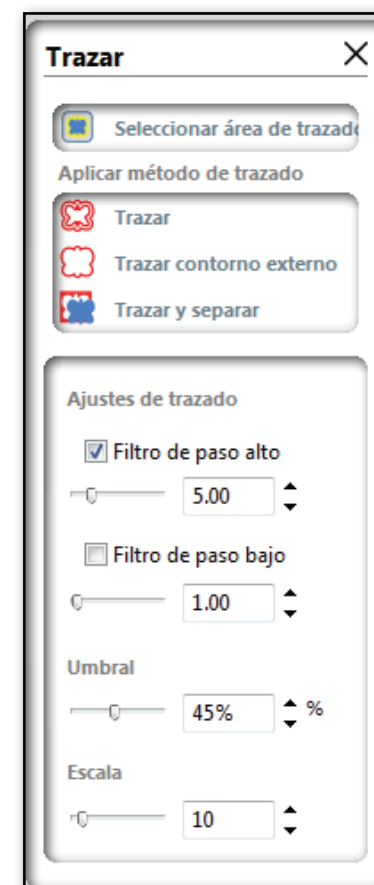 Trazar
Seleccionar área de trazado
Aplicar método de trazado
Trazar
Trazar contorno externo
Trazar y separar
Ajustes de trazado
Filtro de paso alto
5.00
Filtro de paso bajo
1.00
Umbral
45% %
Escala
10